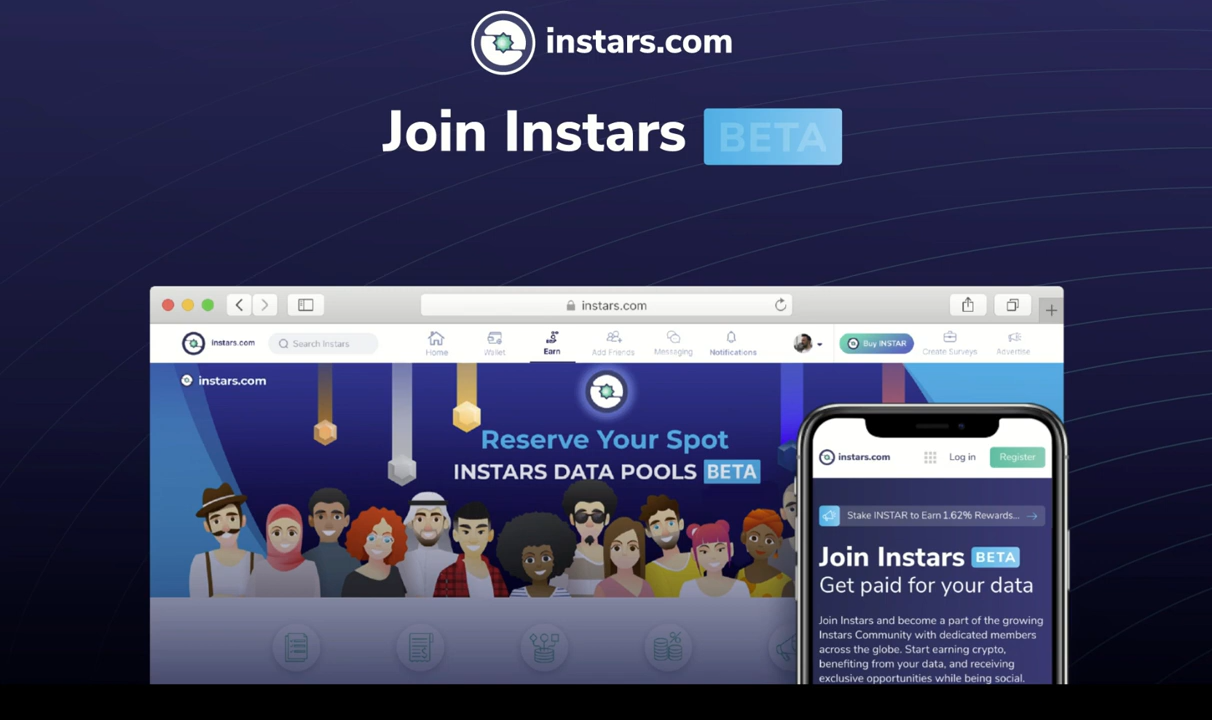 instars.com
Join Instars BETA
instars.com
instars.com
Search Instars
Home
Wallet
Earn
Add Friends
Messaging
Notifications
Buy INSTAR
Create Surveys
Advertise
instars.com
Reserve Your Spot
INSTARS DATA POOLS BETA
instars.com
Log in
Register
Stake INSTAR to Earn 1.62% Rewards...
Join Instars BETA
Get paid for your data
Join Instars and become a part of the growing
Instars Community with dedicated members
across the globe. Start earning crypto,
benefiting from your data, and receiving
exclusive opportunities while being social.